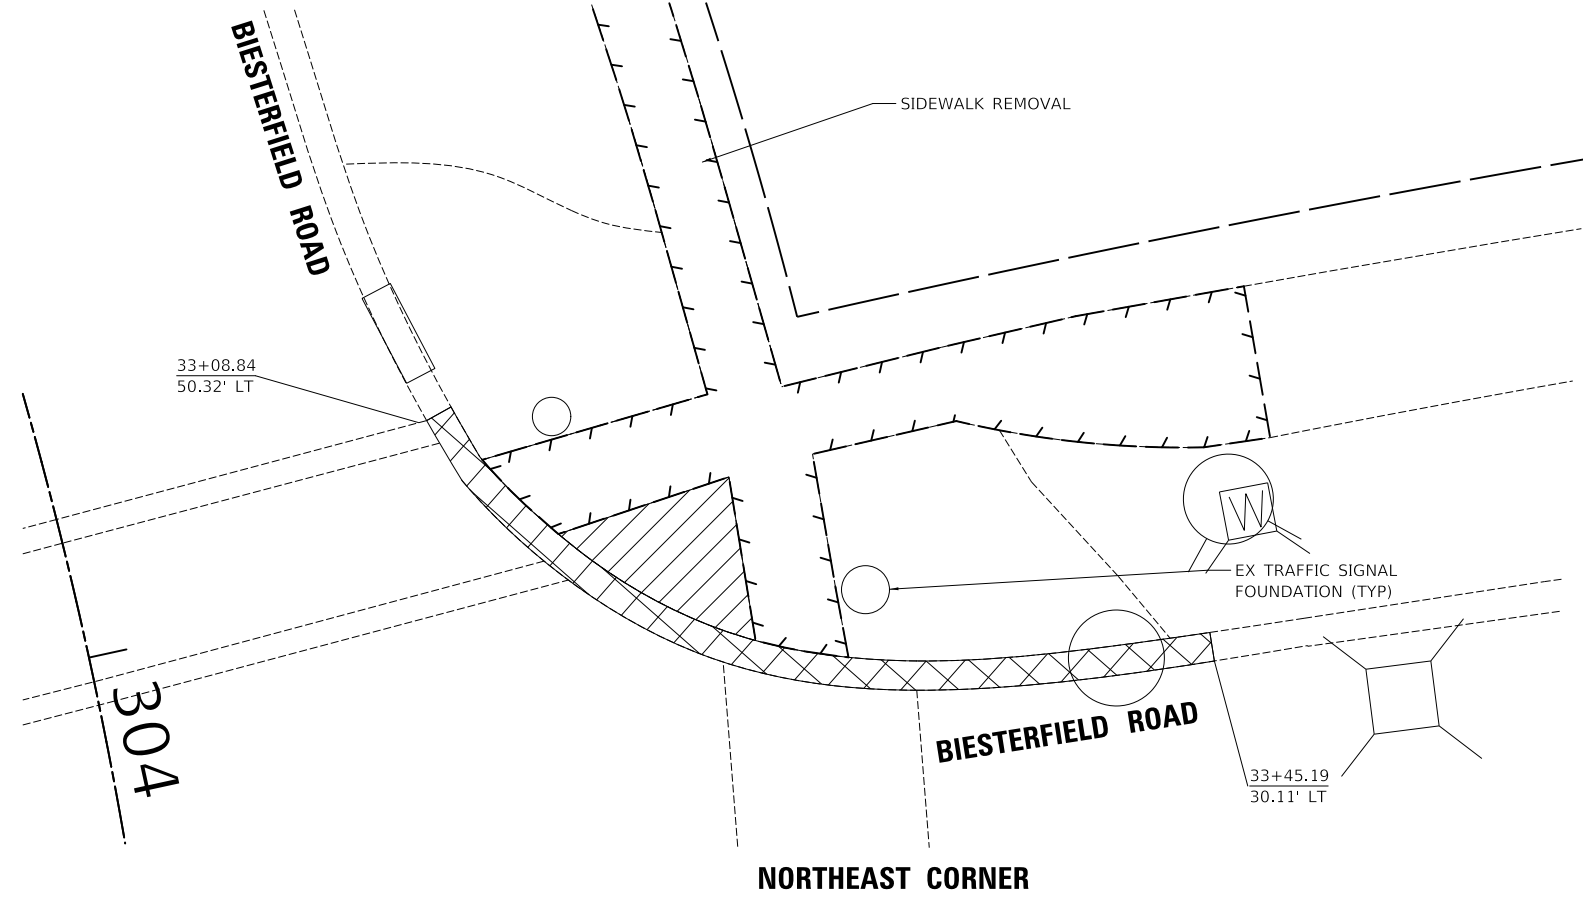 BIESTERFIELD ROAD
SIDEWALK REMOVAL
33+08.84
50.32' LT
W
EX TRAFFIC SIGNAL
FOUNDATION (TYP)
304
BIESTERFIELD ROAD
33+45.19
30.11' LT
NORTHEAST CORNER